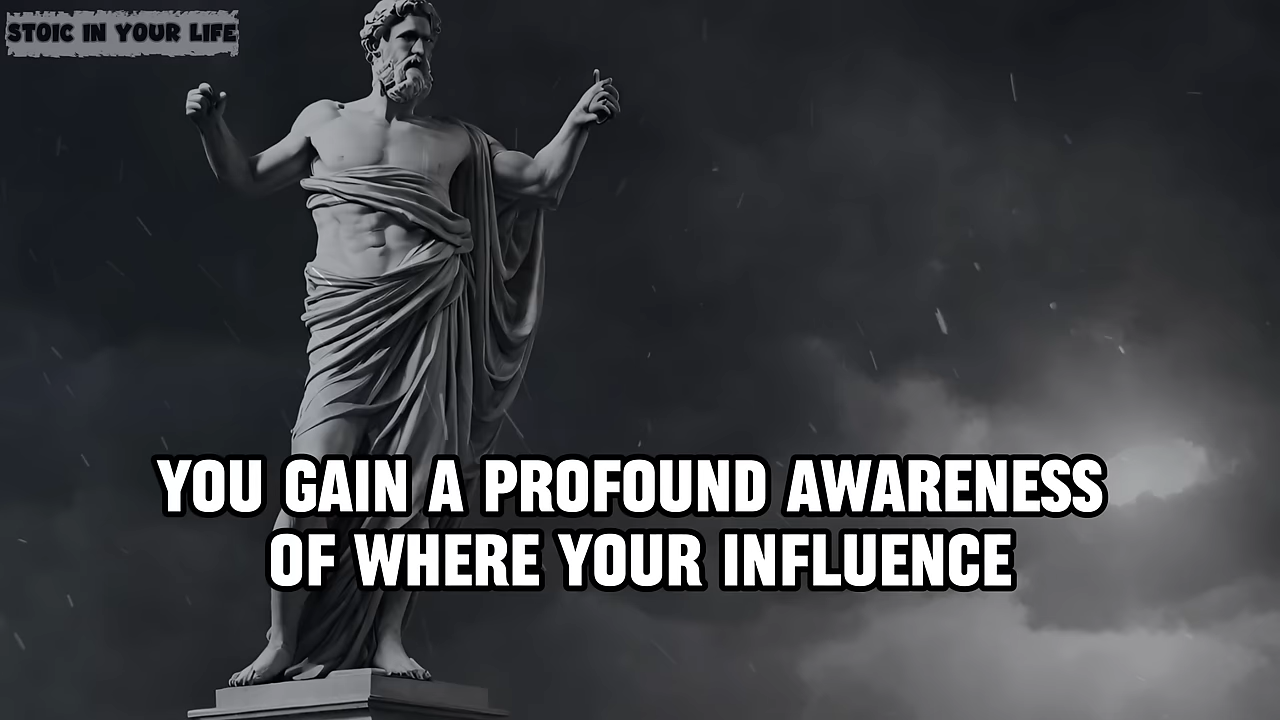 STOIC IN YOUR LIFE
YOU GAIN A PROFOUND AWARENESS
OF WHERE YOUR INFLUENCE